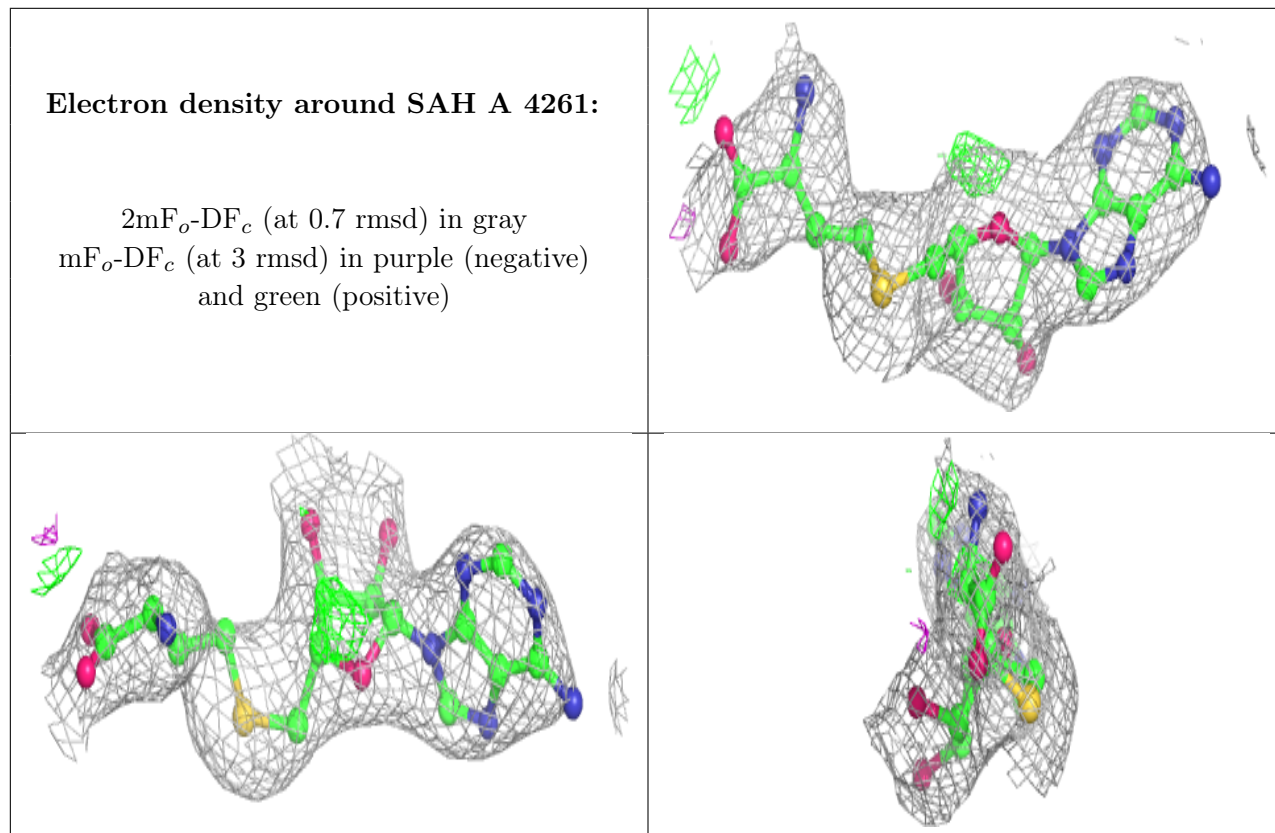 Electron density around SAH A 4261:
2mFo-DFc (at 0.7 rmsd) in gray
mFo-DFc (at 3 rmsd) in purple (negative)
and green (positive)